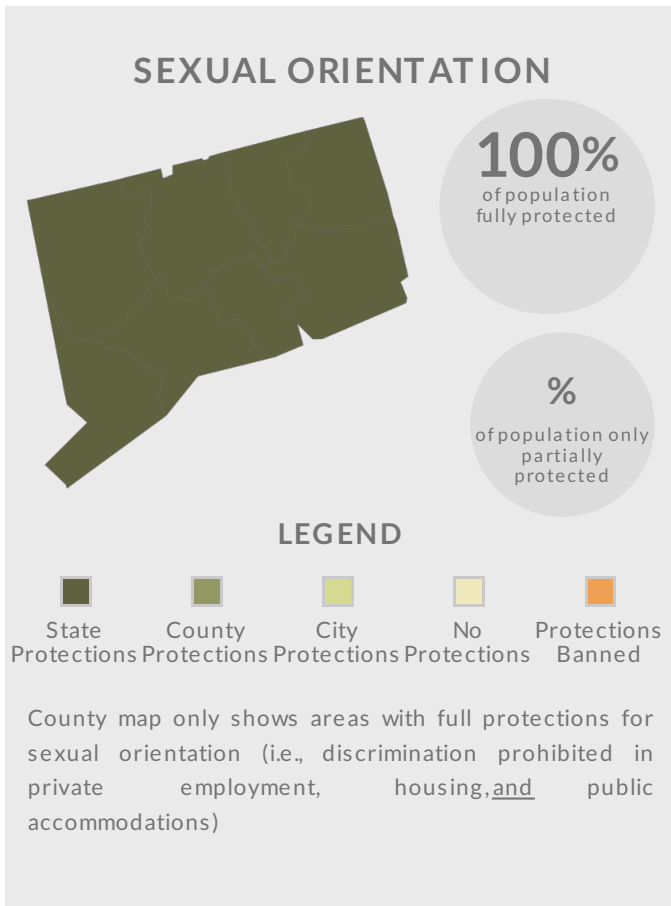 SEXUAL ORIENTATION
100%
of population
fully protected
%
of population only
partially
protected
LEGEND
State
Protections
County
Protections
City
Protections
No
Protections
Protections
Banned
County map only shows areas with full protections for
sexual orientation (i.e., discrimination prohibited in
private employment, housing, and public
accommodations)